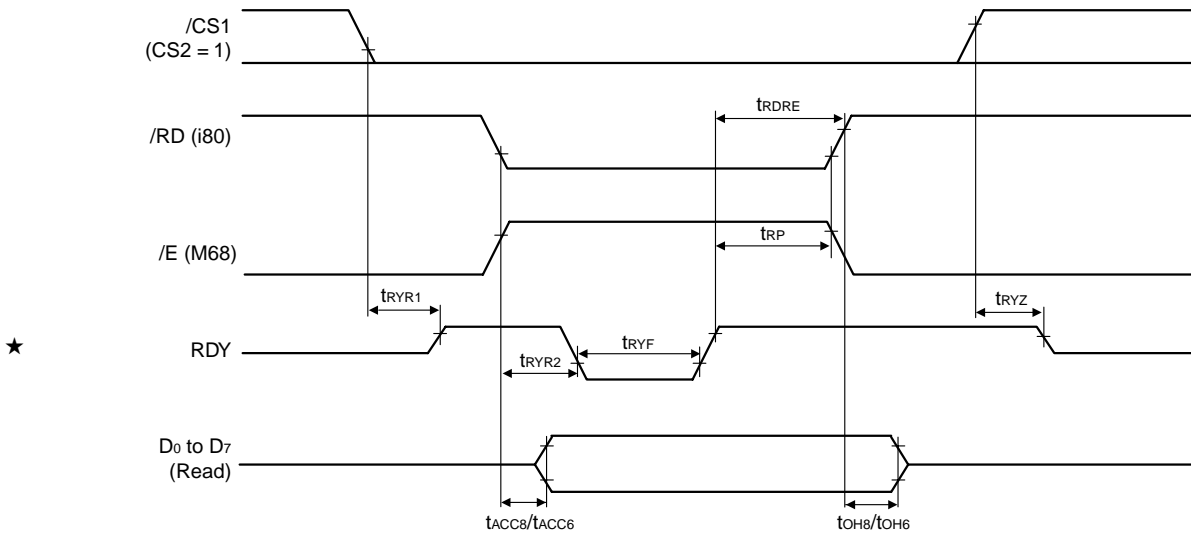 /CS1
(CS2 = 1)
tRDRE
/RD (i80)
tRP
/E (M68)
tRYR1
tRYZ
★
RDY
tRYF
tRYR2
D0 to D7
(Read)
tACC8/tACC6
tOH8/tOH6